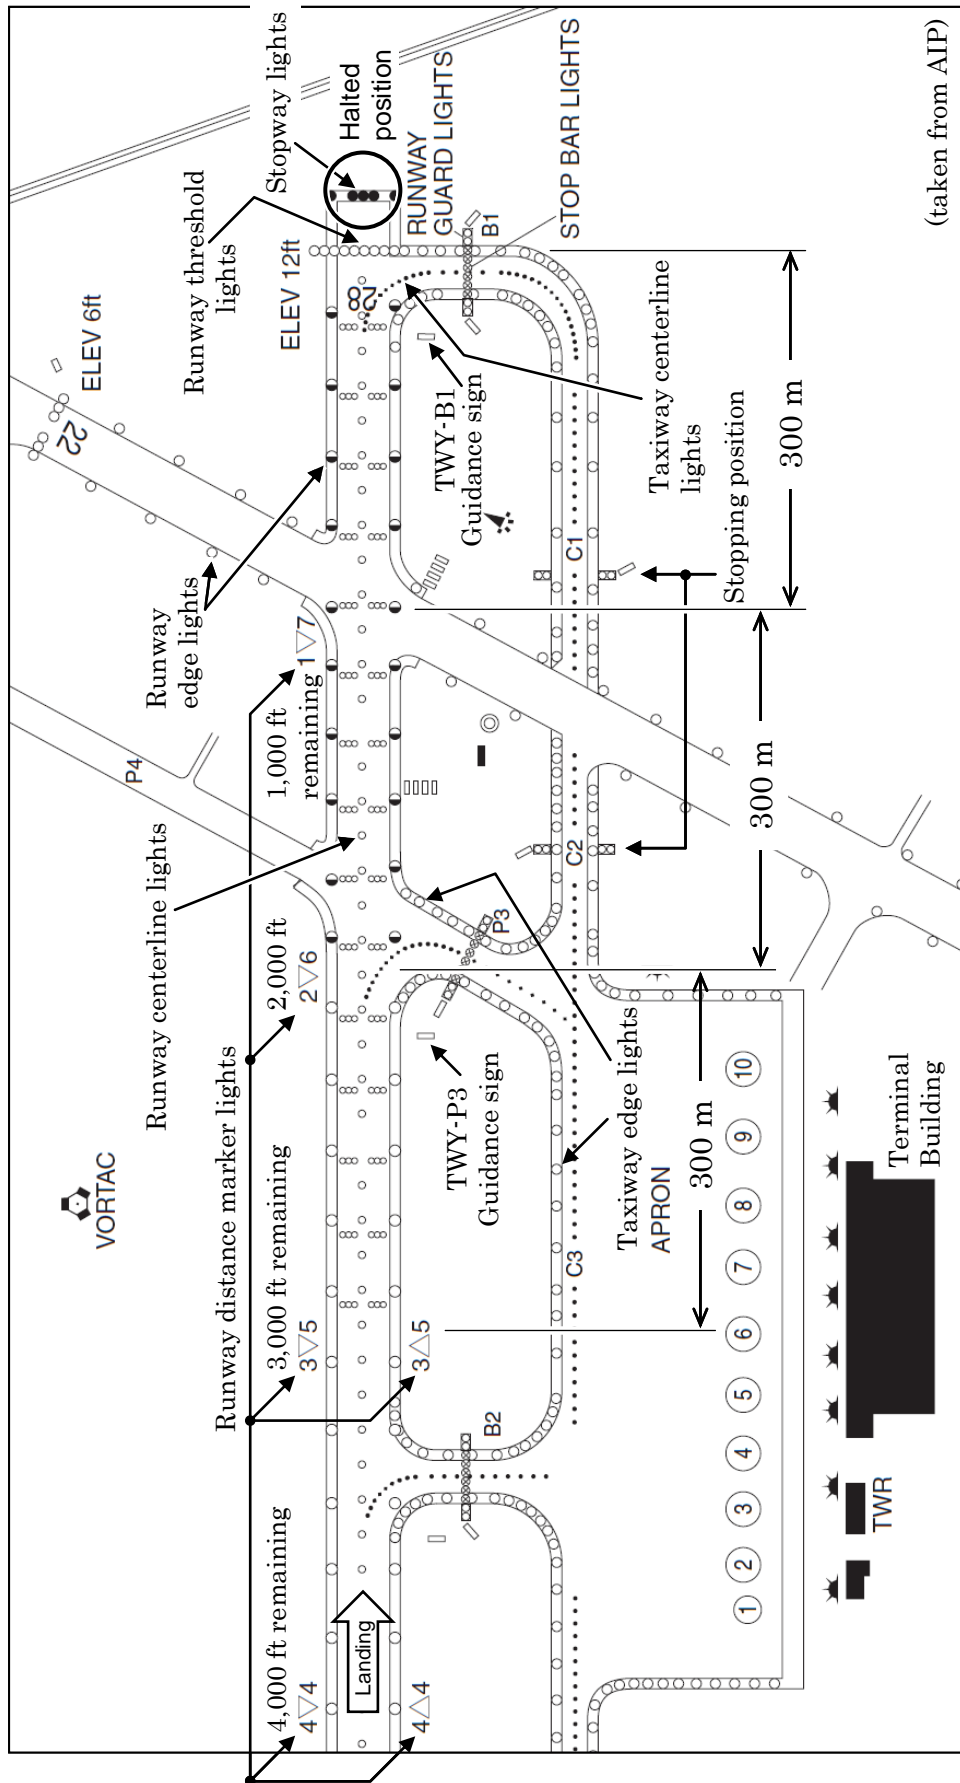 Stopway lights
Halted
position
RUNWAY
GUARD LIGHTS
STOP BAR LIGHTS
(taken from AIP)
B1
Runway threshold
lights
ELEV 12ft
28
ELEV 6ft
22
TWY-B1
Guidance sign
Taxiway centerline
lights
300 m
Stopping position
C1
Runway
edge lights
1▽7
1,000 ft
remaining
P4
300 m
C2
Runway centerline lights
P3
2,000 ft
2▽6
TWY-P3
Guidance sign
Taxiway edge lights
APRON
300 m
C3
Runway distance marker lights
VORTAC
3,000 ft remaining
3▽5
3△5
B2
4,000 ft remaining
4▽4
4△4
Landing
1
2
3
4
5
6
7
8
9
10
Terminal
Building
TWR